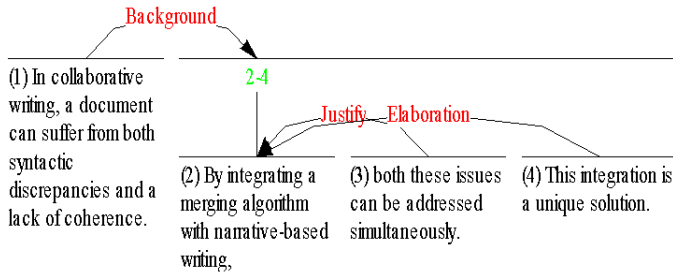 Background
2-4
Justify Elaboration
(1) In collaborative
writing, a document
can suffer from both
syntactic
discrepancies and a
lack of coherence.
(2) By integrating a
merging algorithm
with narrative-based
writing,
(3) both these issues
can be addressed
simultaneously.
(4) This integration is
a unique solution.